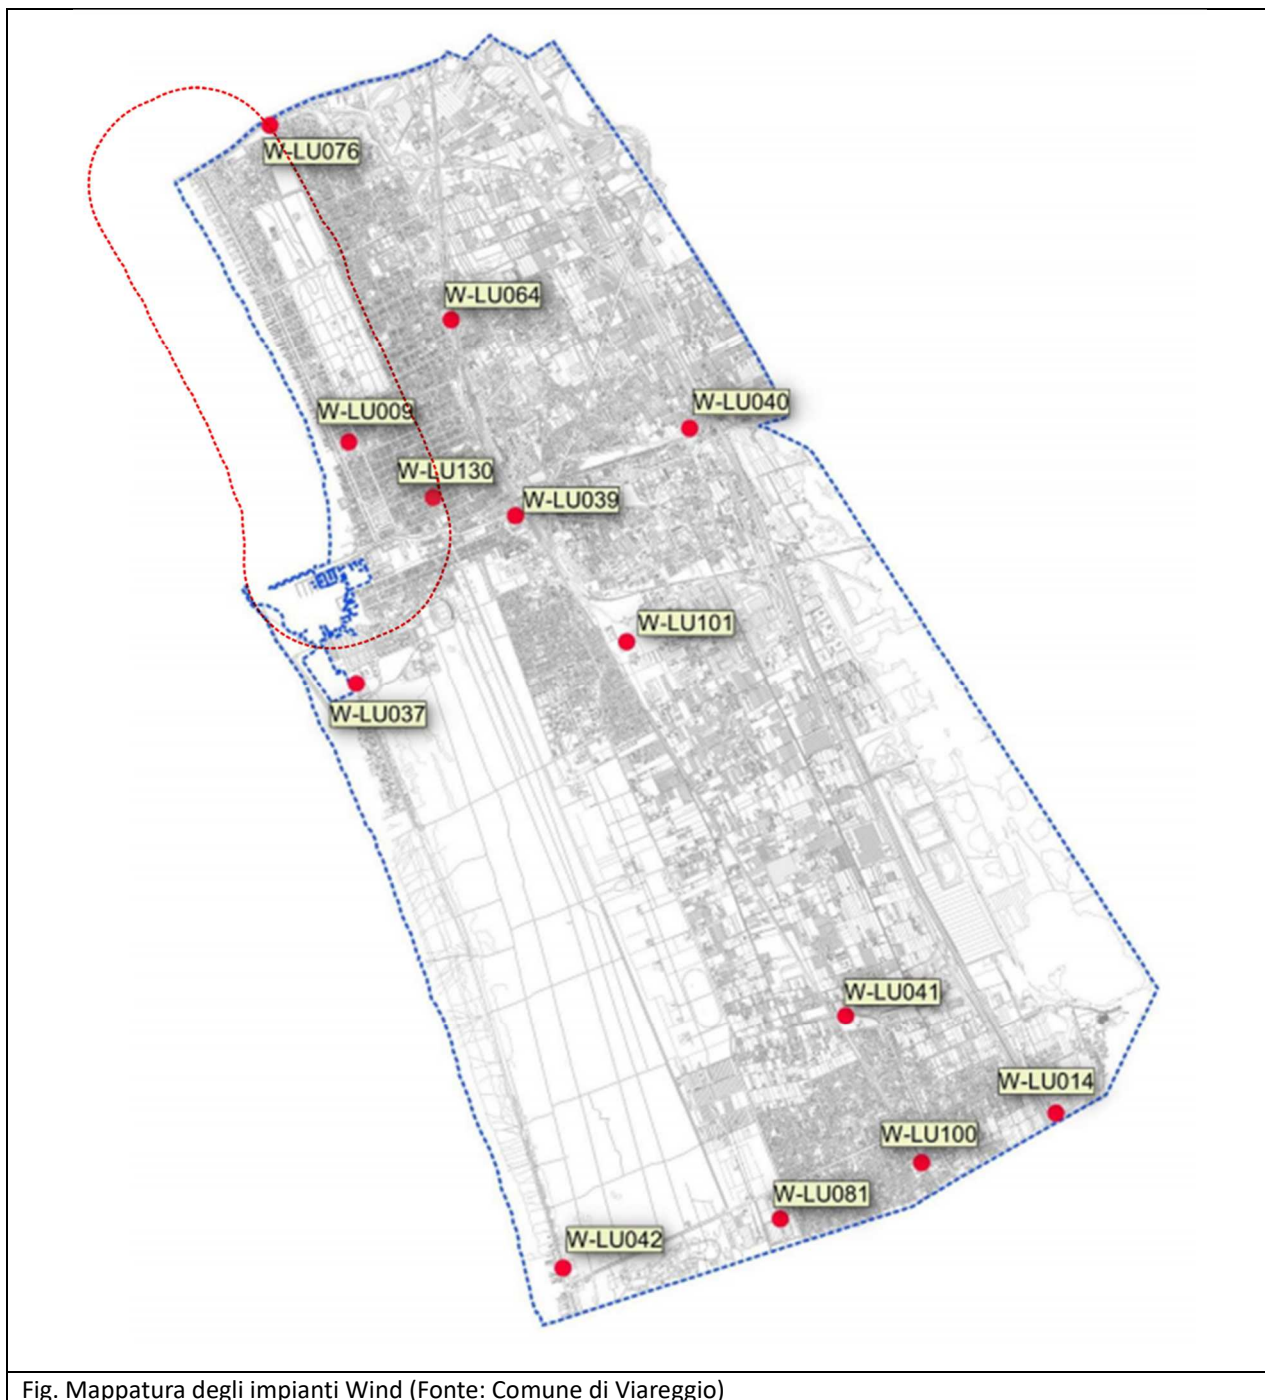 W-LU076
W-LU064
W-LU040
W-LU009
W-LU130
W-LU039
W-LU101
W-LU037
W-LU041
W-LU014
W-LU100
W-LU081
W-LU042
Fig. Mappatura degli impianti Wind (Fonte: Comune di Viareggio)